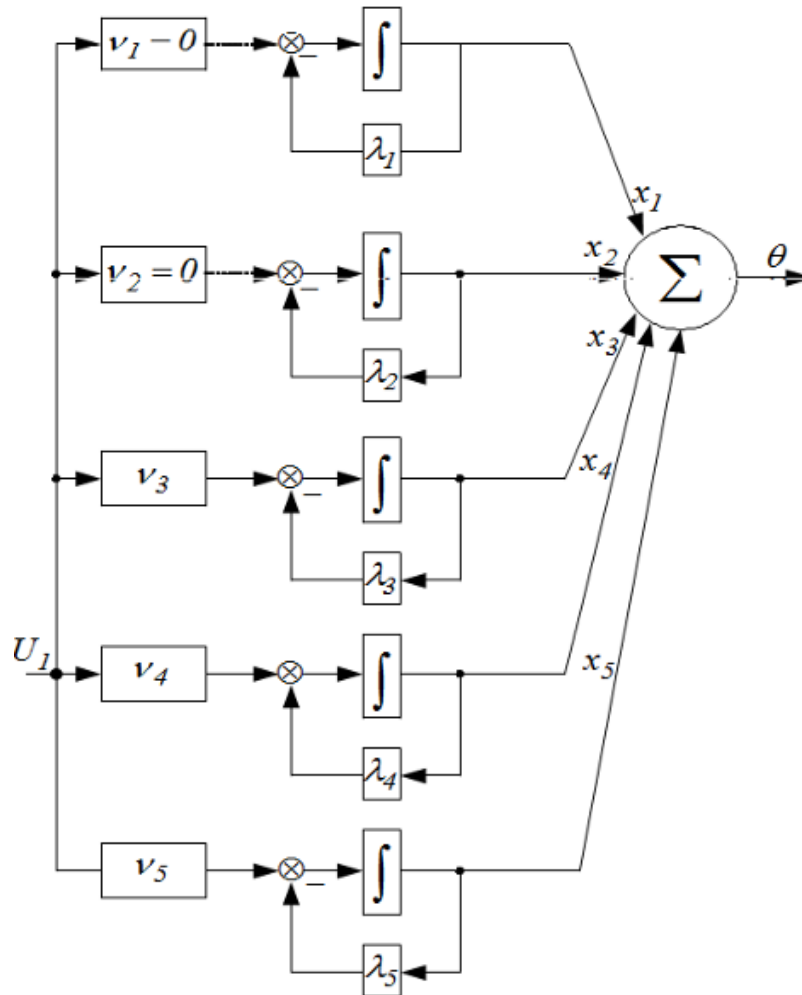 ν₁ − 0
∫
λ₁
x₁
ν₂ = 0
∫
λ₂
x₂
Σ
θ
x₃
ν₃
∫
λ₃
x₄
U₁
ν₄
∫
λ₄
x₅
ν₅
∫
λ₅